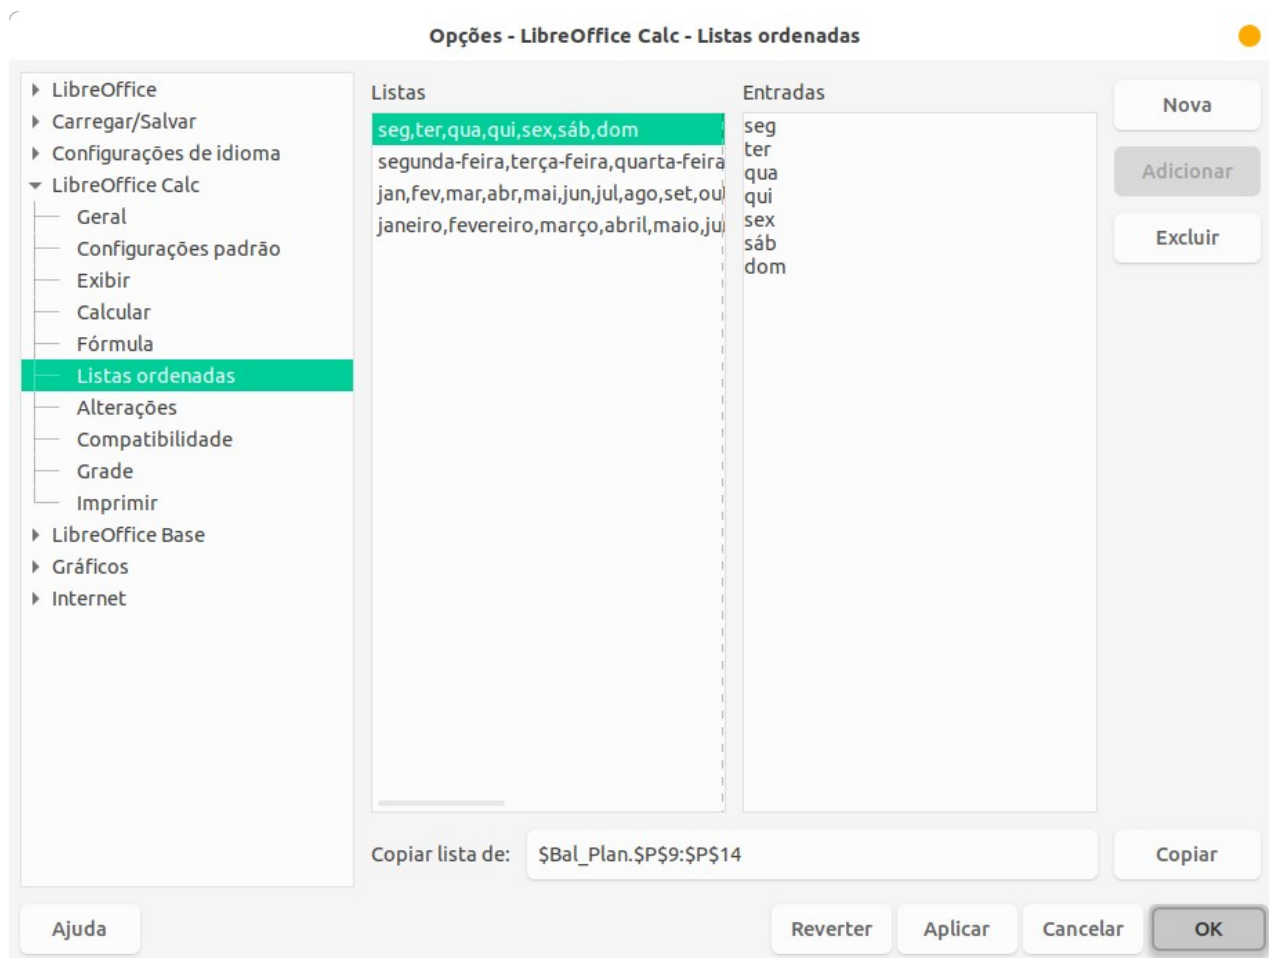 Opções - LibreOffice Calc - Listas ordenadas
LibreOffice
Carregar/Salvar
Configurações de idioma
LibreOffice Calc
Geral
Configurações padrão
Exibir
Calcular
Fórmula
Listas ordenadas
Alterações
Compatibilidade
Grade
Imprimir
LibreOffice Base
Gráficos
Internet
Listas
seg,ter,qua,qui,sex,sáb,dom
segunda-feira,terça-feira,quarta-feira
jan,fev,mar,abr,mai,jun,jul,ago,set,ou
janeiro,fevereiro,março,abril,maio,ju
Entradas
seg
ter
qua
qui
sex
sáb
dom
Nova
Adicionar
Excluir
Copiar lista de: $Bal_Plan.$P$9:$P$14 Copiar
Ajuda Reverter Aplicar Cancelar OK